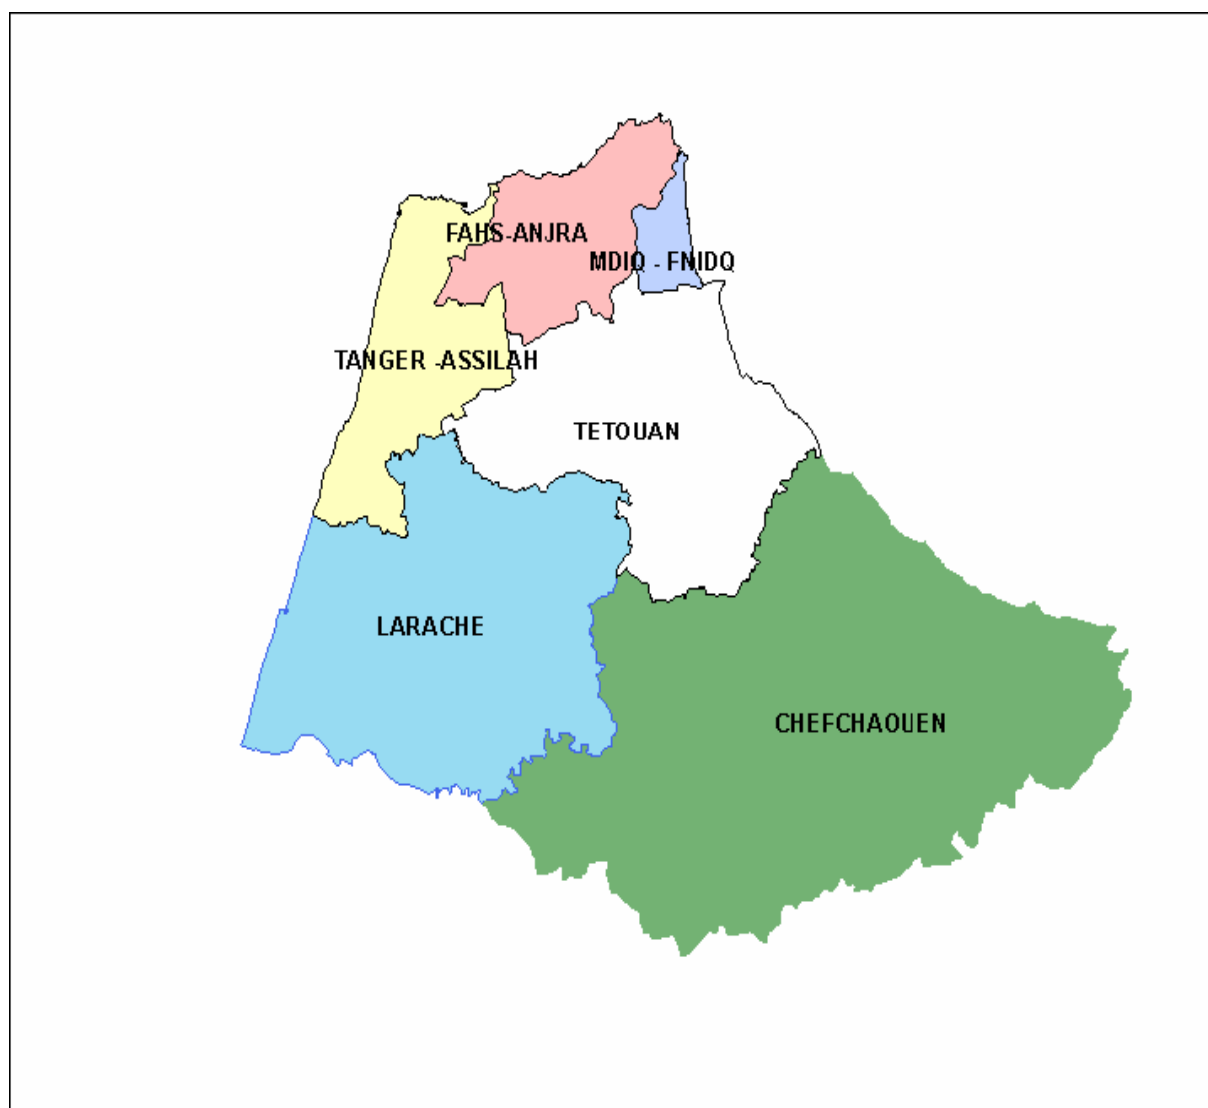 FAHS-ANJRA
MDIQ - FNIDQ
TANGER -ASSILAH
TETOUAN
LARACHE
CHEFCHAOUEN